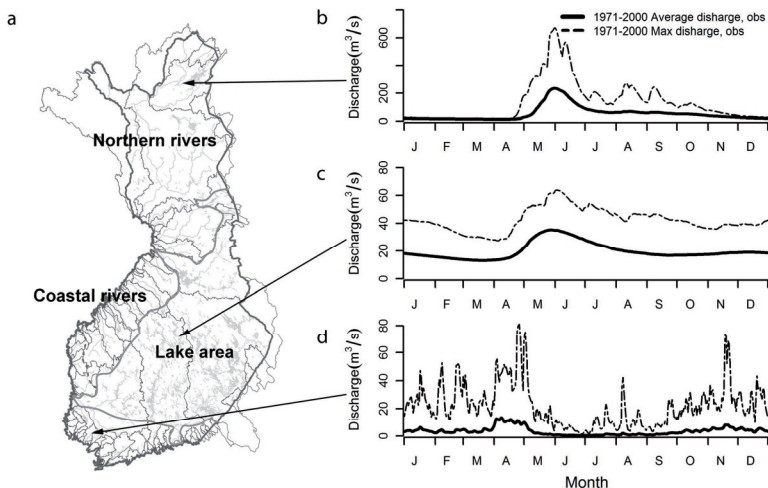 a
Northern rivers
Coastal rivers
Lake area
b
1971-2000 Average disharge, obs
1971-2000 Max disharge, obs
Discharge(m³/s)
600
400
200
0
J F M A M J J A S O N D
c
Discharge(m³/s)
80
60
40
20
0
J F M A M J J A S O N D
d
Discharge(m³/s)
80
60
40
20
0
J F M A M J J A S O N D
Month